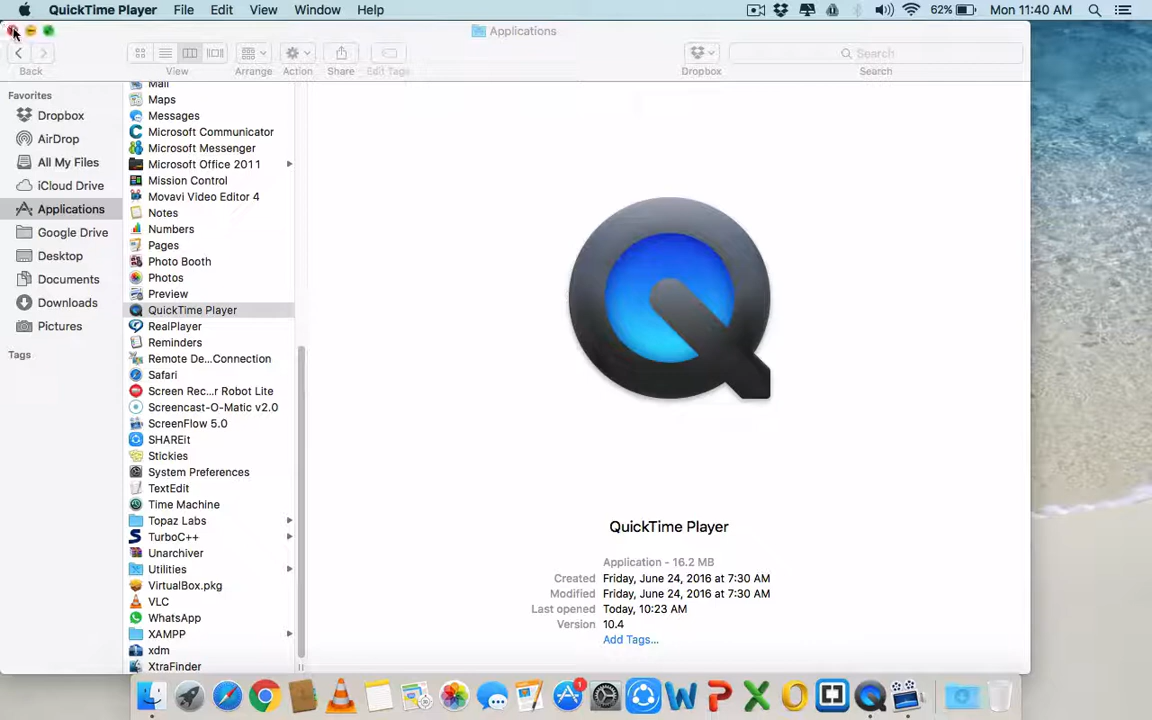 QuickTime Player File Edit View Window Help 62% Mon 11:40 AM
Applications
Search
Back View Arrange Action Share Edit Tags Dropbox Search
Favorites
Dropbox
AirDrop
All My Files
iCloud Drive
Applications
Google Drive
Desktop
Documents
Downloads
Pictures
Tags
Mail
Maps
Messages
Microsoft Communicator
Microsoft Messenger
Microsoft Office 2011
Mission Control
Movavi Video Editor 4
Notes
Numbers
Pages
Photo Booth
Photos
Preview
QuickTime Player
RealPlayer
Reminders
Remote De...Connection
Safari
Screen Rec...r Robot Lite
Screencast-O-Matic v2.0
ScreenFlow 5.0
SHAREit
Stickies
System Preferences
TextEdit
Time Machine
Topaz Labs
TurboC++
Unarchiver
Utilities
VirtualBox.pkg
VLC
WhatsApp
XAMPP
xdm
XtraFinder
QuickTime Player
Application - 16.2 MB
Created Friday, June 24, 2016 at 7:30 AM
Modified Friday, June 24, 2016 at 7:30 AM
Last opened Today, 10:23 AM
Version 10.4
Add Tags...
1